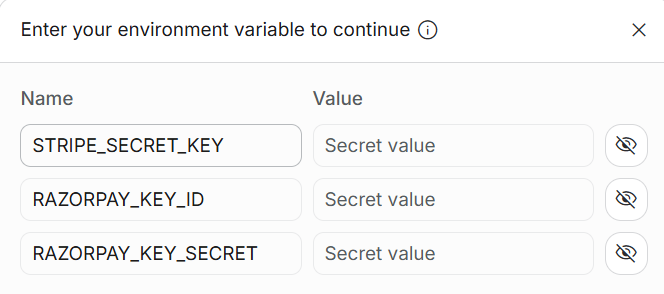 Enter your environment variable to continue
Name Value
STRIPE_SECRET_KEY Secret value
RAZORPAY_KEY_ID Secret value
RAZORPAY_KEY_SECRET Secret value